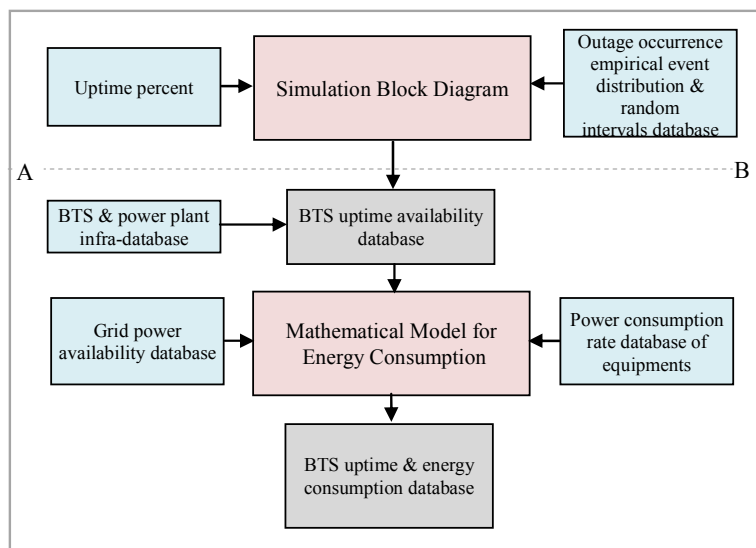 Uptime percent
Simulation Block Diagram
Outage occurrence
empirical event
distribution &
random
intervals database
A
B
BTS & power plant
infra-database
BTS uptime availability
database
Grid power
availability database
Mathematical Model for
Energy Consumption
Power consumption
rate database of
equipments
BTS uptime & energy
consumption database